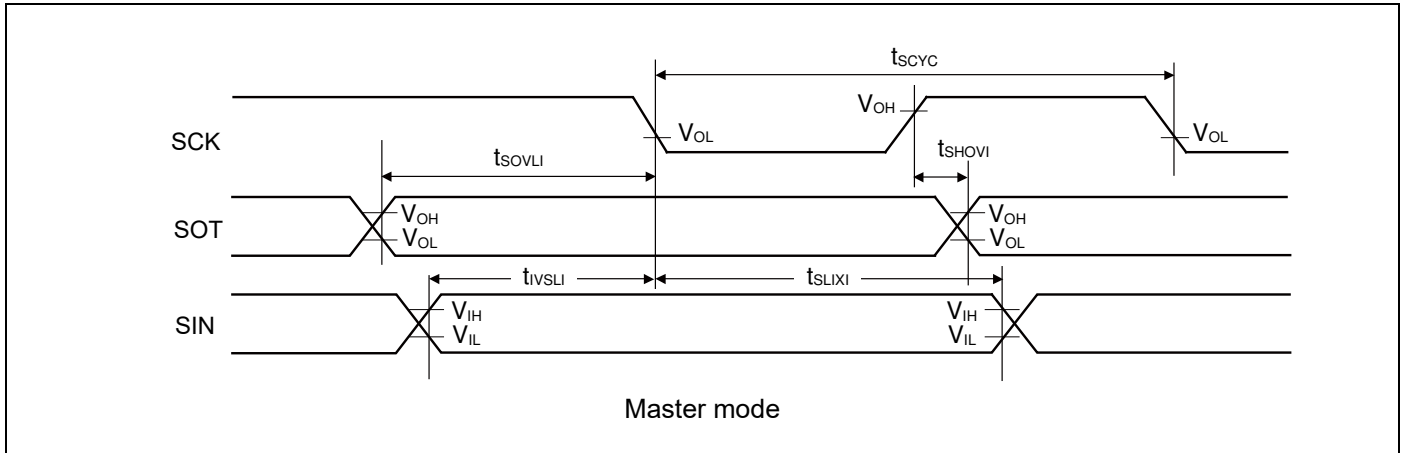 tSCYC
VOH
SCK
VOL
VOL
tSOVLI
tSHOVI
SOT
VOH
VOL
VOH
VOL
tIVSLI
tSLIXI
SIN
VIH
VIL
VIH
VIL
Master mode